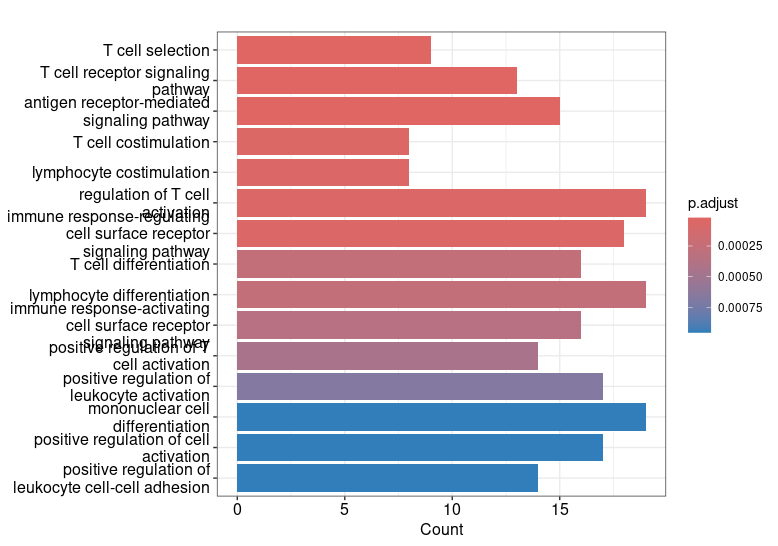 T cell selection
T cell receptor signaling
pathway
antigen receptor-mediated
signaling pathway
T cell costimulation
lymphocyte costimulation
regulation of T cell
activation
immune response-regulating
cell surface receptor
signaling pathway
T cell differentiation
lymphocyte differentiation
immune response-activating
cell surface receptor
signaling pathway
positive regulation of T
cell activation
positive regulation of
leukocyte activation
mononuclear cell
differentiation
positive regulation of cell
activation
positive regulation of
leukocyte cell-cell adhesion
0 5 10 15
Count
p.adjust
0.00025
0.00050
0.00075